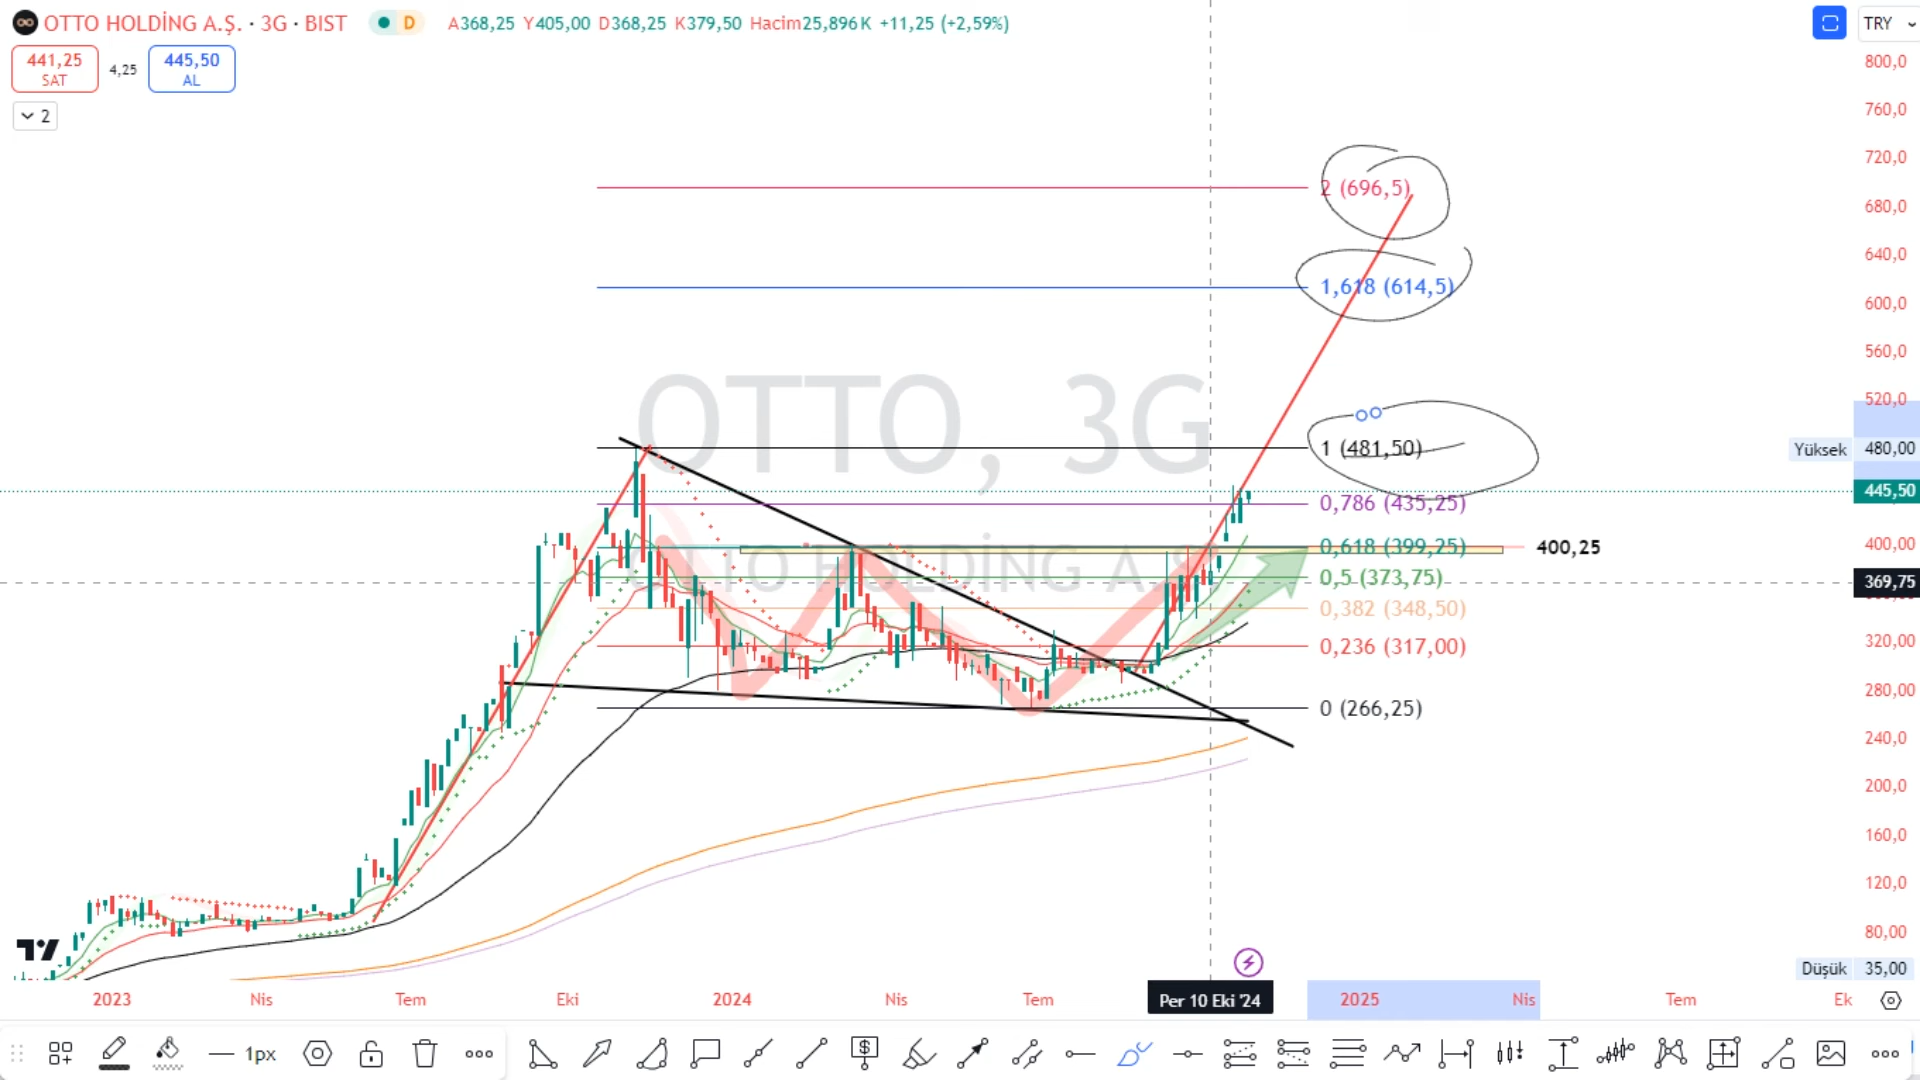 OTTO HOLDİNG A.Ş. · 3G · BIST
D
A368,25 Y405,00 D368,25 K379,50 Hacim25,896 K +11,25 (+2,59%)
TRY
441,25
SAT
4,25
445,50
AL
2
800,0
760,0
720,0
680,0
640,0
600,0
560,0
520,0
Yüksek 480,00
445,50
400,00
369,75
320,00
280,00
240,0
200,0
160,0
120,0
80,00
Düşük 35,00
2 (696,5)
1,618 (614,5)
1 (481,50)
0,786 (435,25)
0,618 (399,25)
400,25
0,5 (373,75)
0,382 (348,50)
0,236 (317,00)
0 (266,25)
OTTO, 3G
OTTO HOLDİNG A.Ş.
2023 Nis Tem Eki 2024 Nis Tem Per 10 Eki '24 2025 Nis Tem Ek
1px